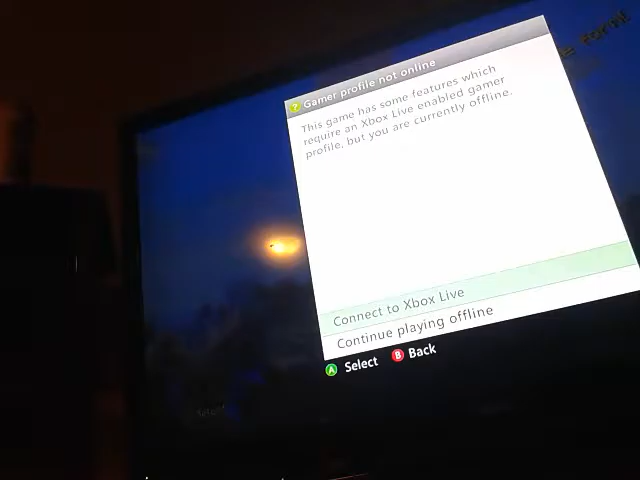 Gamer profile not online
This game has some features which
require an Xbox Live enabled gamer
profile, but you are currently offline.
Connect to Xbox Live
Continue playing offline
A Select B Back